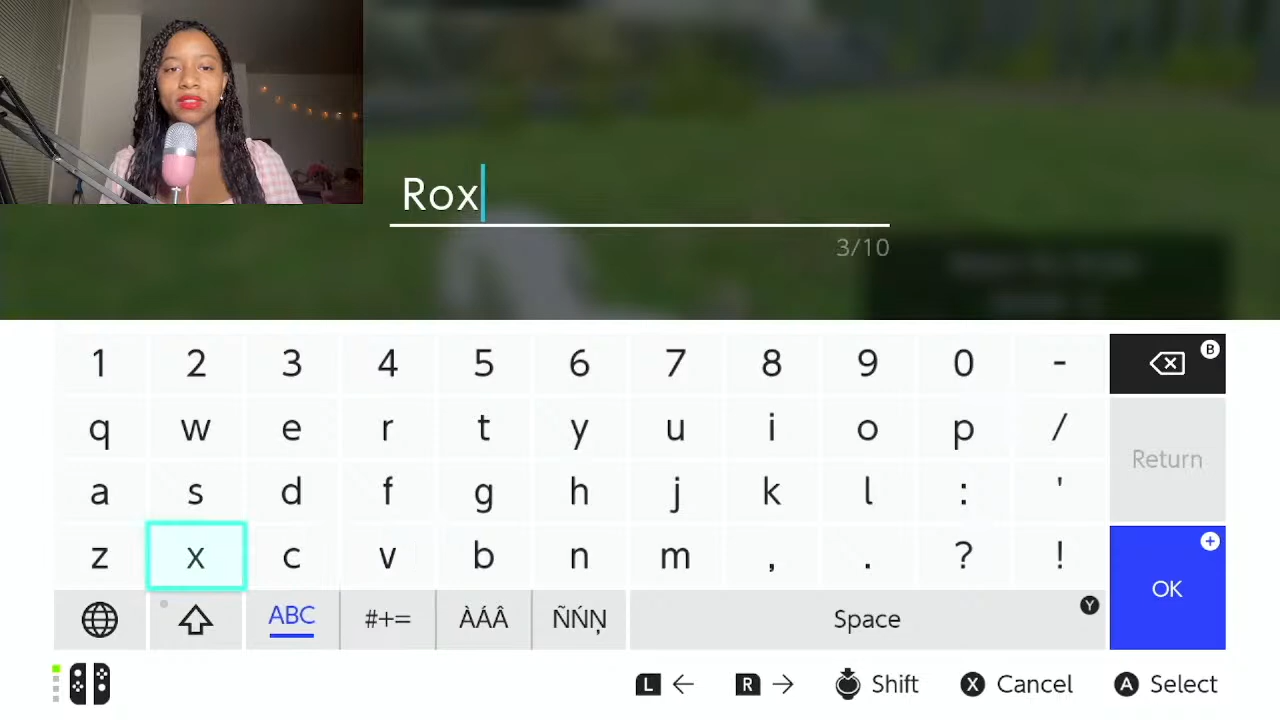 Rox
3/10
1 2 3 4 5 6 7 8 9 0 - B
q w e r t y u i o p / Return
a s d f g h j k l : '
z x c v b n m , . ? ! + OK
ABC #+= ÀÁÂ ÑŃŅ Space Y
L ← R → Shift X Cancel A Select